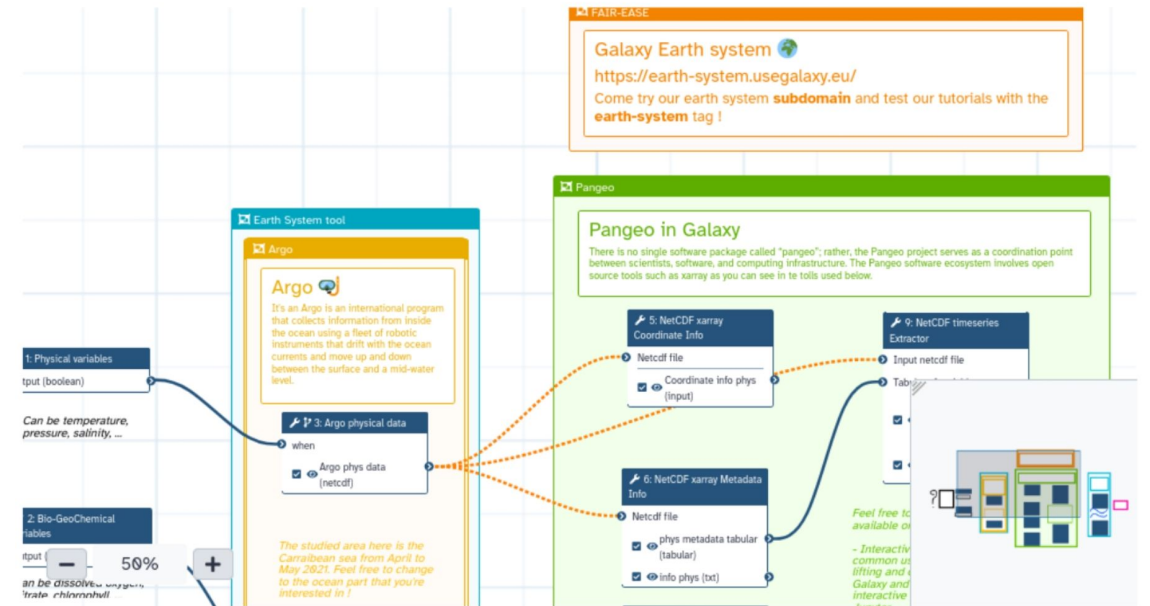 FAIR-EASE
Galaxy Earth system
https://earth-system.usegalaxy.eu/
Come try our earth system subdomain and test our tutorials with the
earth-system tag !
Pangeo
Pangeo in Galaxy
There is no single software package called "pangeo"; rather, the Pangeo project serves as a coordination point
between scientists, software, and computing infrastructure. The Pangeo software ecosystem involves open
source tools such as xarray as you can see in te tolls used below.
Earth System tool
Argo
Argo
It's an Argo is an international program
that collects information from inside
the ocean using a fleet of robotic
instruments that drift with the ocean
currents and move up and down
between the surface and a mid-water
level.
1: Physical variables
tput (boolean)
Can be temperature,
pressure, salinity, ...
3: Argo physical data
when
Argo phys data
(netcdf)
5: NetCDF xarray
Coordinate Info
Netcdf file
Coordinate info phys
(input)
9: NetCDF timeseries
Extractor
Input netcdf file
6: NetCDF xarray Metadata
Info
Netcdf file
phys metadata tabular
(tabular)
info phys (txt)
2: Bio-GeoChemical
riables
tput (
an be dissolved oxygen,
itrate, chlorophyll
50%
The studied area here is the
Carraibean sea from April to
May 2021. Feel free to change
to the ocean part that you're
interested in !
Feel free to
available o
- Interactiv
common us
lifting and
Galaxy and
interactive
?